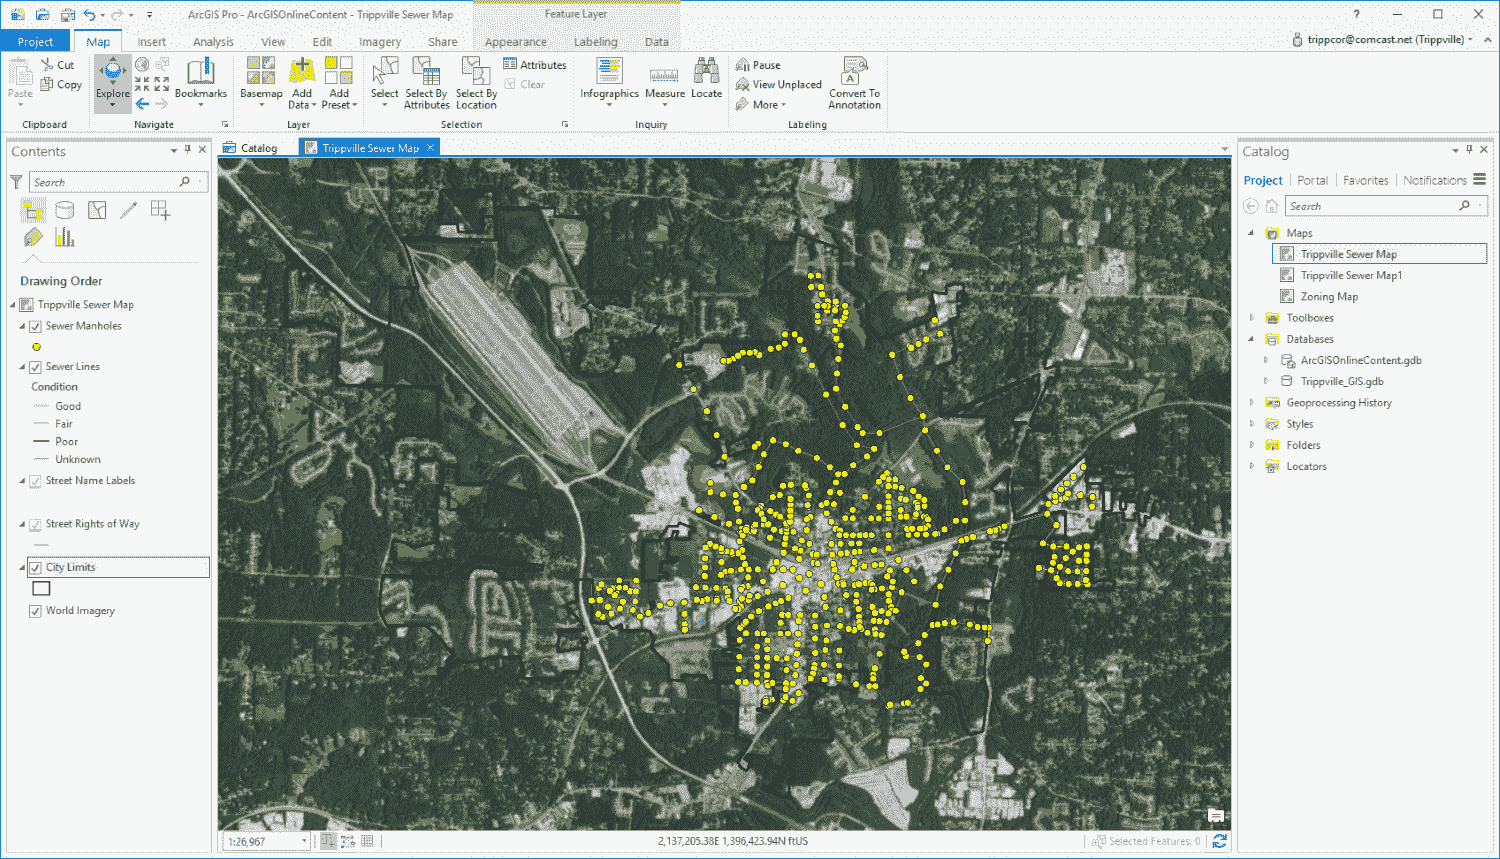 ArcGIS Pro - ArcGISOnlineContent - Trippville Sewer Map
Feature Layer
?
Project Map Insert Analysis View Edit Imagery Share Appearance Labeling Data
trippcor@comcast.net (Trippville)
Paste
Cut
Copy
Clipboard
Explore
Bookmarks
Navigate
Basemap
Add Data
Add Preset
Layer
Select
Select By Attributes
Select By Location
Attributes
Clear
Selection
Infographics
Measure
Locate
Inquiry
Pause
View Unplaced
More
Convert To Annotation
Labeling
Contents
Search
Drawing Order
Trippville Sewer Map
Sewer Manholes
Sewer Lines
Condition
Good
Fair
Poor
Unknown
Street Name Labels
Street Rights of Way
City Limits
World Imagery
Catalog
Trippville Sewer Map
1:26,967
2,137,205.38E 1,396,423.94N ftUS
Selected Features: 0
Catalog
Project Portal Favorites Notifications
Search
Maps
Trippville Sewer Map
Trippville Sewer Map1
Zoning Map
Toolboxes
Databases
ArcGISOnlineContent.gdb
Trippville_GIS.gdb
Geoprocessing History
Styles
Folders
Locators